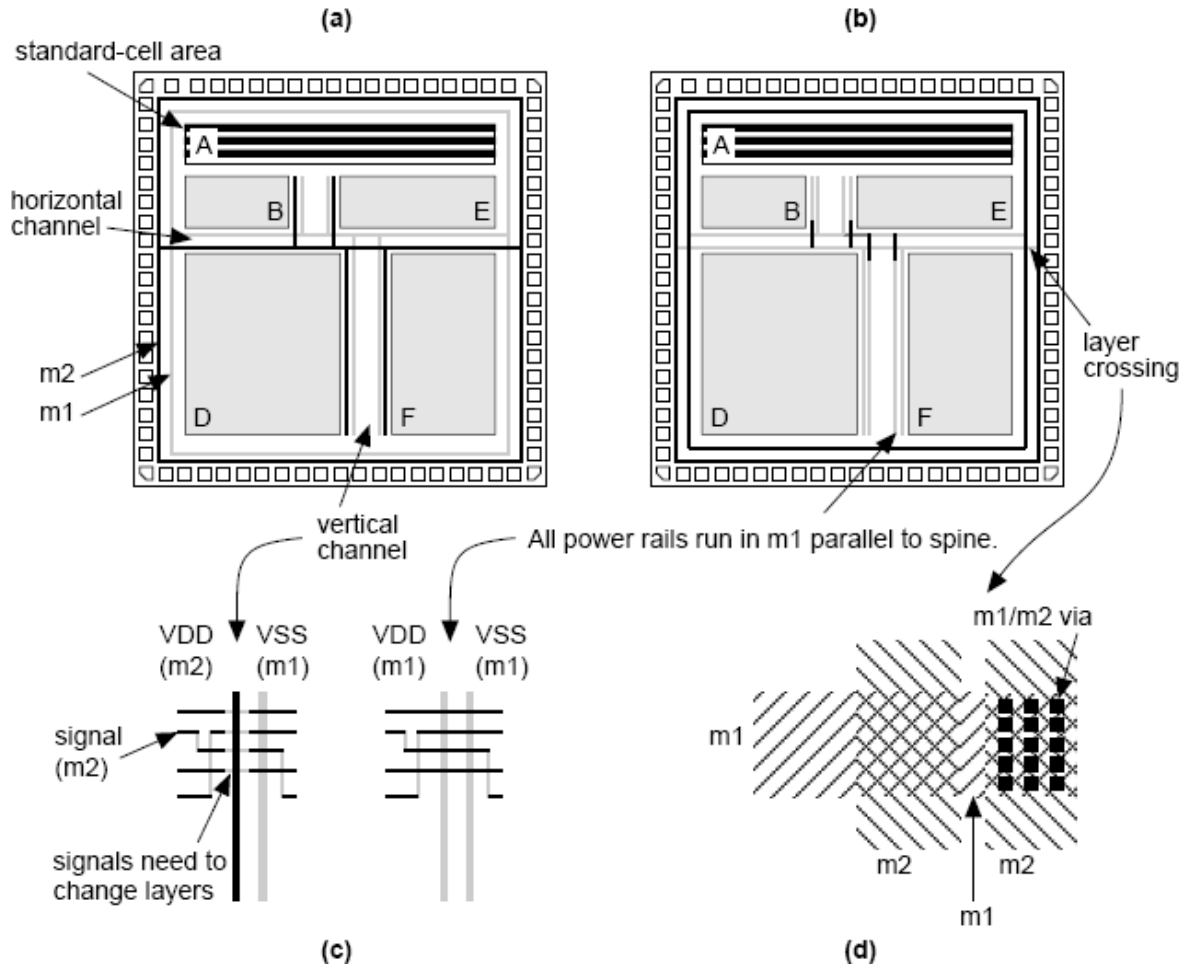 (a)
(b)
standard-cell area
A
A
horizontal
channel
B
E
B
E
m2
m1
D
F
D
F
layer
crossing
vertical
channel
All power rails run in m1 parallel to spine.
VDD
(m2)
VSS
(m1)
VDD
(m1)
VSS
(m1)
m1/m2 via
signal
(m2)
m1
signals need to
change layers
m2
m2
m1
(c)
(d)